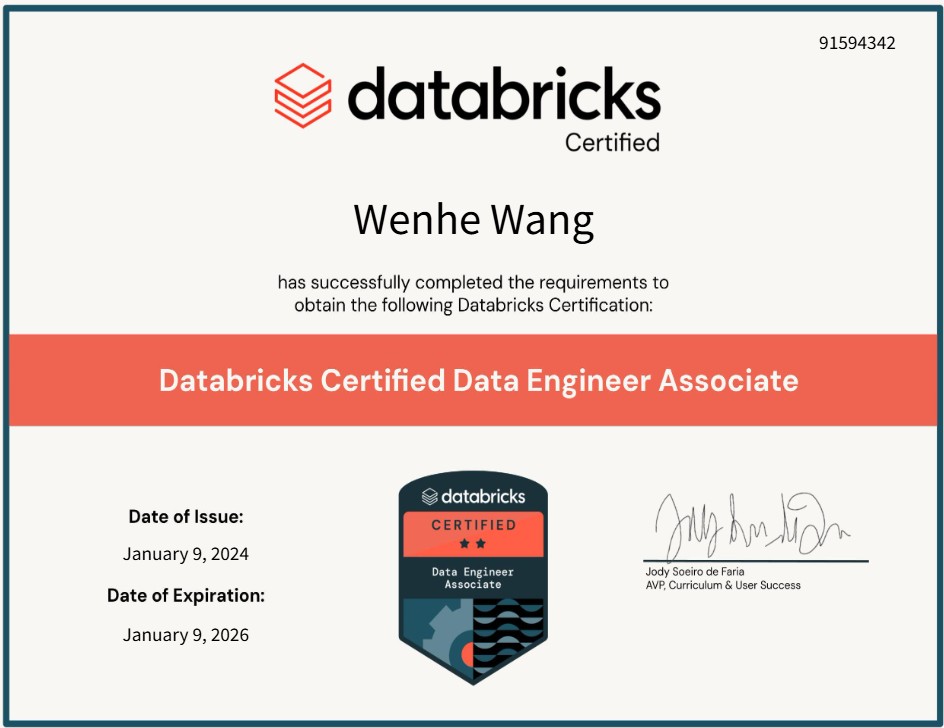 91594342
databricks
Certified
Wenhe Wang
has successfully completed the requirements to
obtain the following Databricks Certification:
Databricks Certified Data Engineer Associate
Date of Issue:
January 9, 2024
Date of Expiration:
January 9, 2026
databricks
CERTIFIED
Data Engineer
Associate
Jody Soeiro de Faria
AVP, Curriculum & User Success